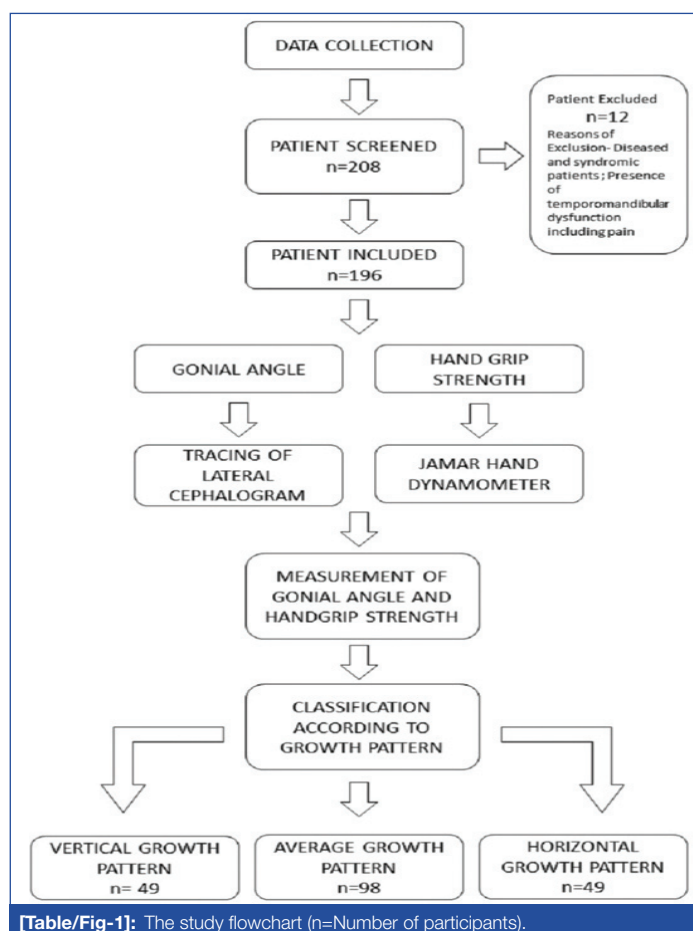 DATA COLLECTION
PATIENT SCREENED
n=208
Patient Excluded
n=12
Reasons of
Exclusion- Diseased
and syndromic
patients ; Presence of
temporomandibular
dysfunction
including pain
PATIENT INCLUDED
n=196
GONIAL ANGLE
HAND GRIP
STRENGTH
TRACING OF
LATERAL
CEPHALOGRAM
JAMAR HAND
DYNAMOMETER
MEASUREMENT OF
GONIAL ANGLE AND
HANDGRIP STRENGTH
CLASSIFICATION
ACCORDING TO
GROWTH PATTERN
VERTICAL GROWTH
PATTERN
n= 49
AVERAGE GROWTH
PATTERN
n=98
HORIZONTAL
GROWTH PATTERN
n=49
[Table/Fig-1]: The study flowchart (n=Number of participants).